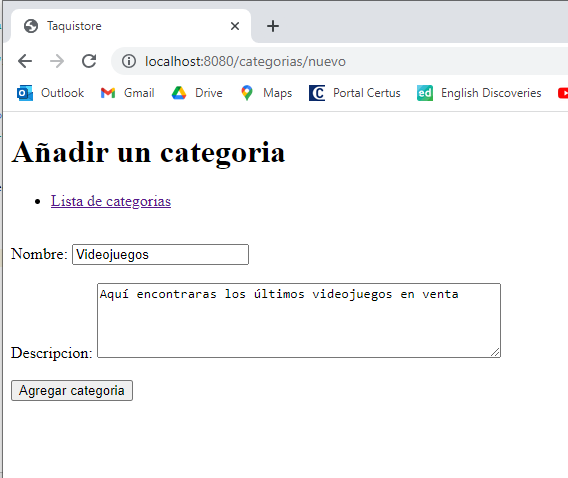 Taquistore
localhost:8080/categorias/nuevo
Outlook Gmail Drive Maps Portal Certus English Discoveries
Añadir un categoria
Lista de categorias
Nombre: Videojuegos
Aquí encontraras los últimos videojuegos en venta
Descripcion:
Agregar categoria